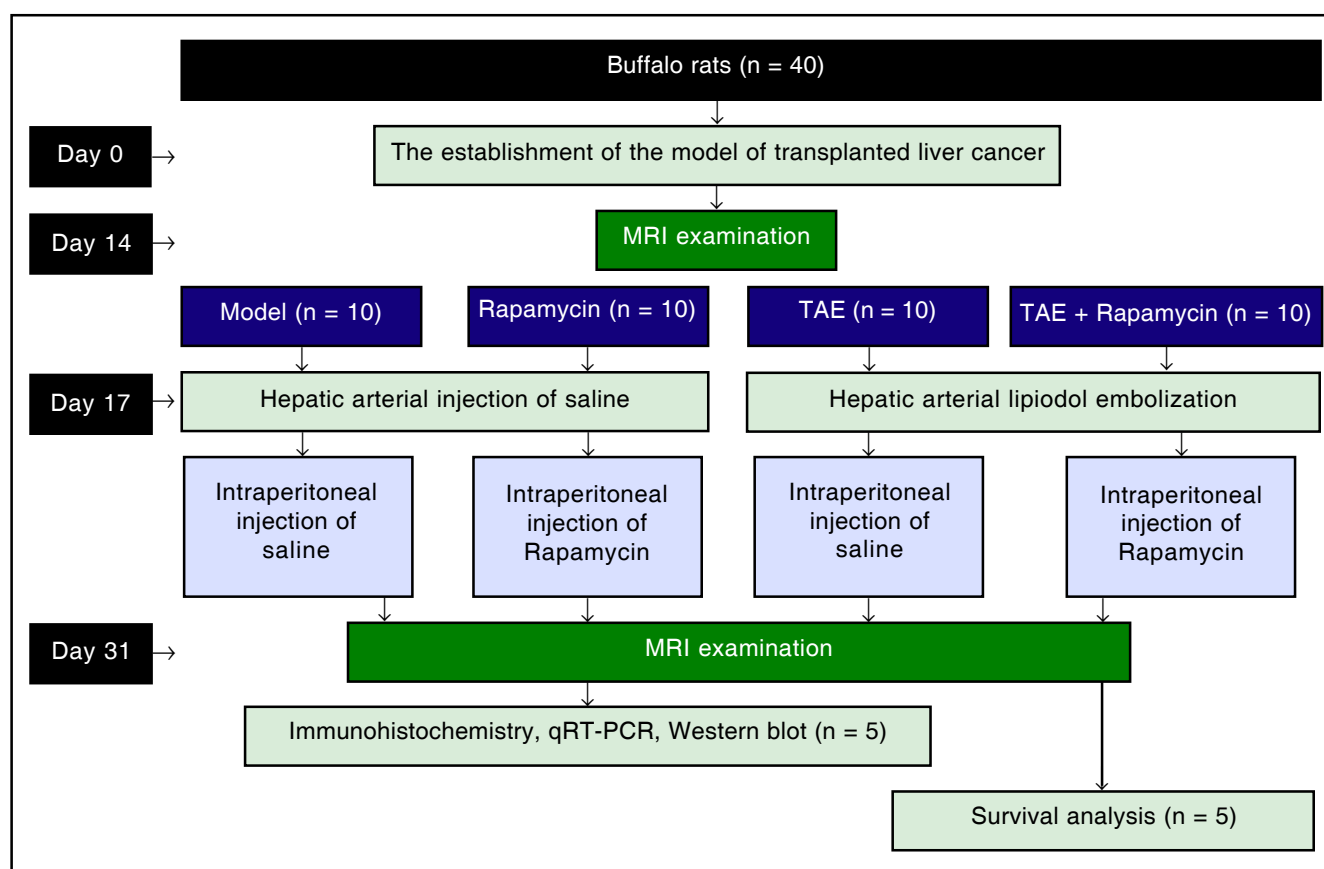 Buffalo rats (n = 40)
Day 0
The establishment of the model of transplanted liver cancer
Day 14
MRI examination
Model (n = 10)
Rapamycin (n = 10)
TAE (n = 10)
TAE + Rapamycin (n = 10)
Day 17
Hepatic arterial injection of saline
Hepatic arterial lipiodol embolization
Intraperitoneal
injection of
saline
Intraperitoneal
injection of
Rapamycin
Intraperitoneal
injection of
saline
Intraperitoneal
injection of
Rapamycin
Day 31
MRI examination
Immunohistochemistry, qRT-PCR, Western blot (n = 5)
Survival analysis (n = 5)